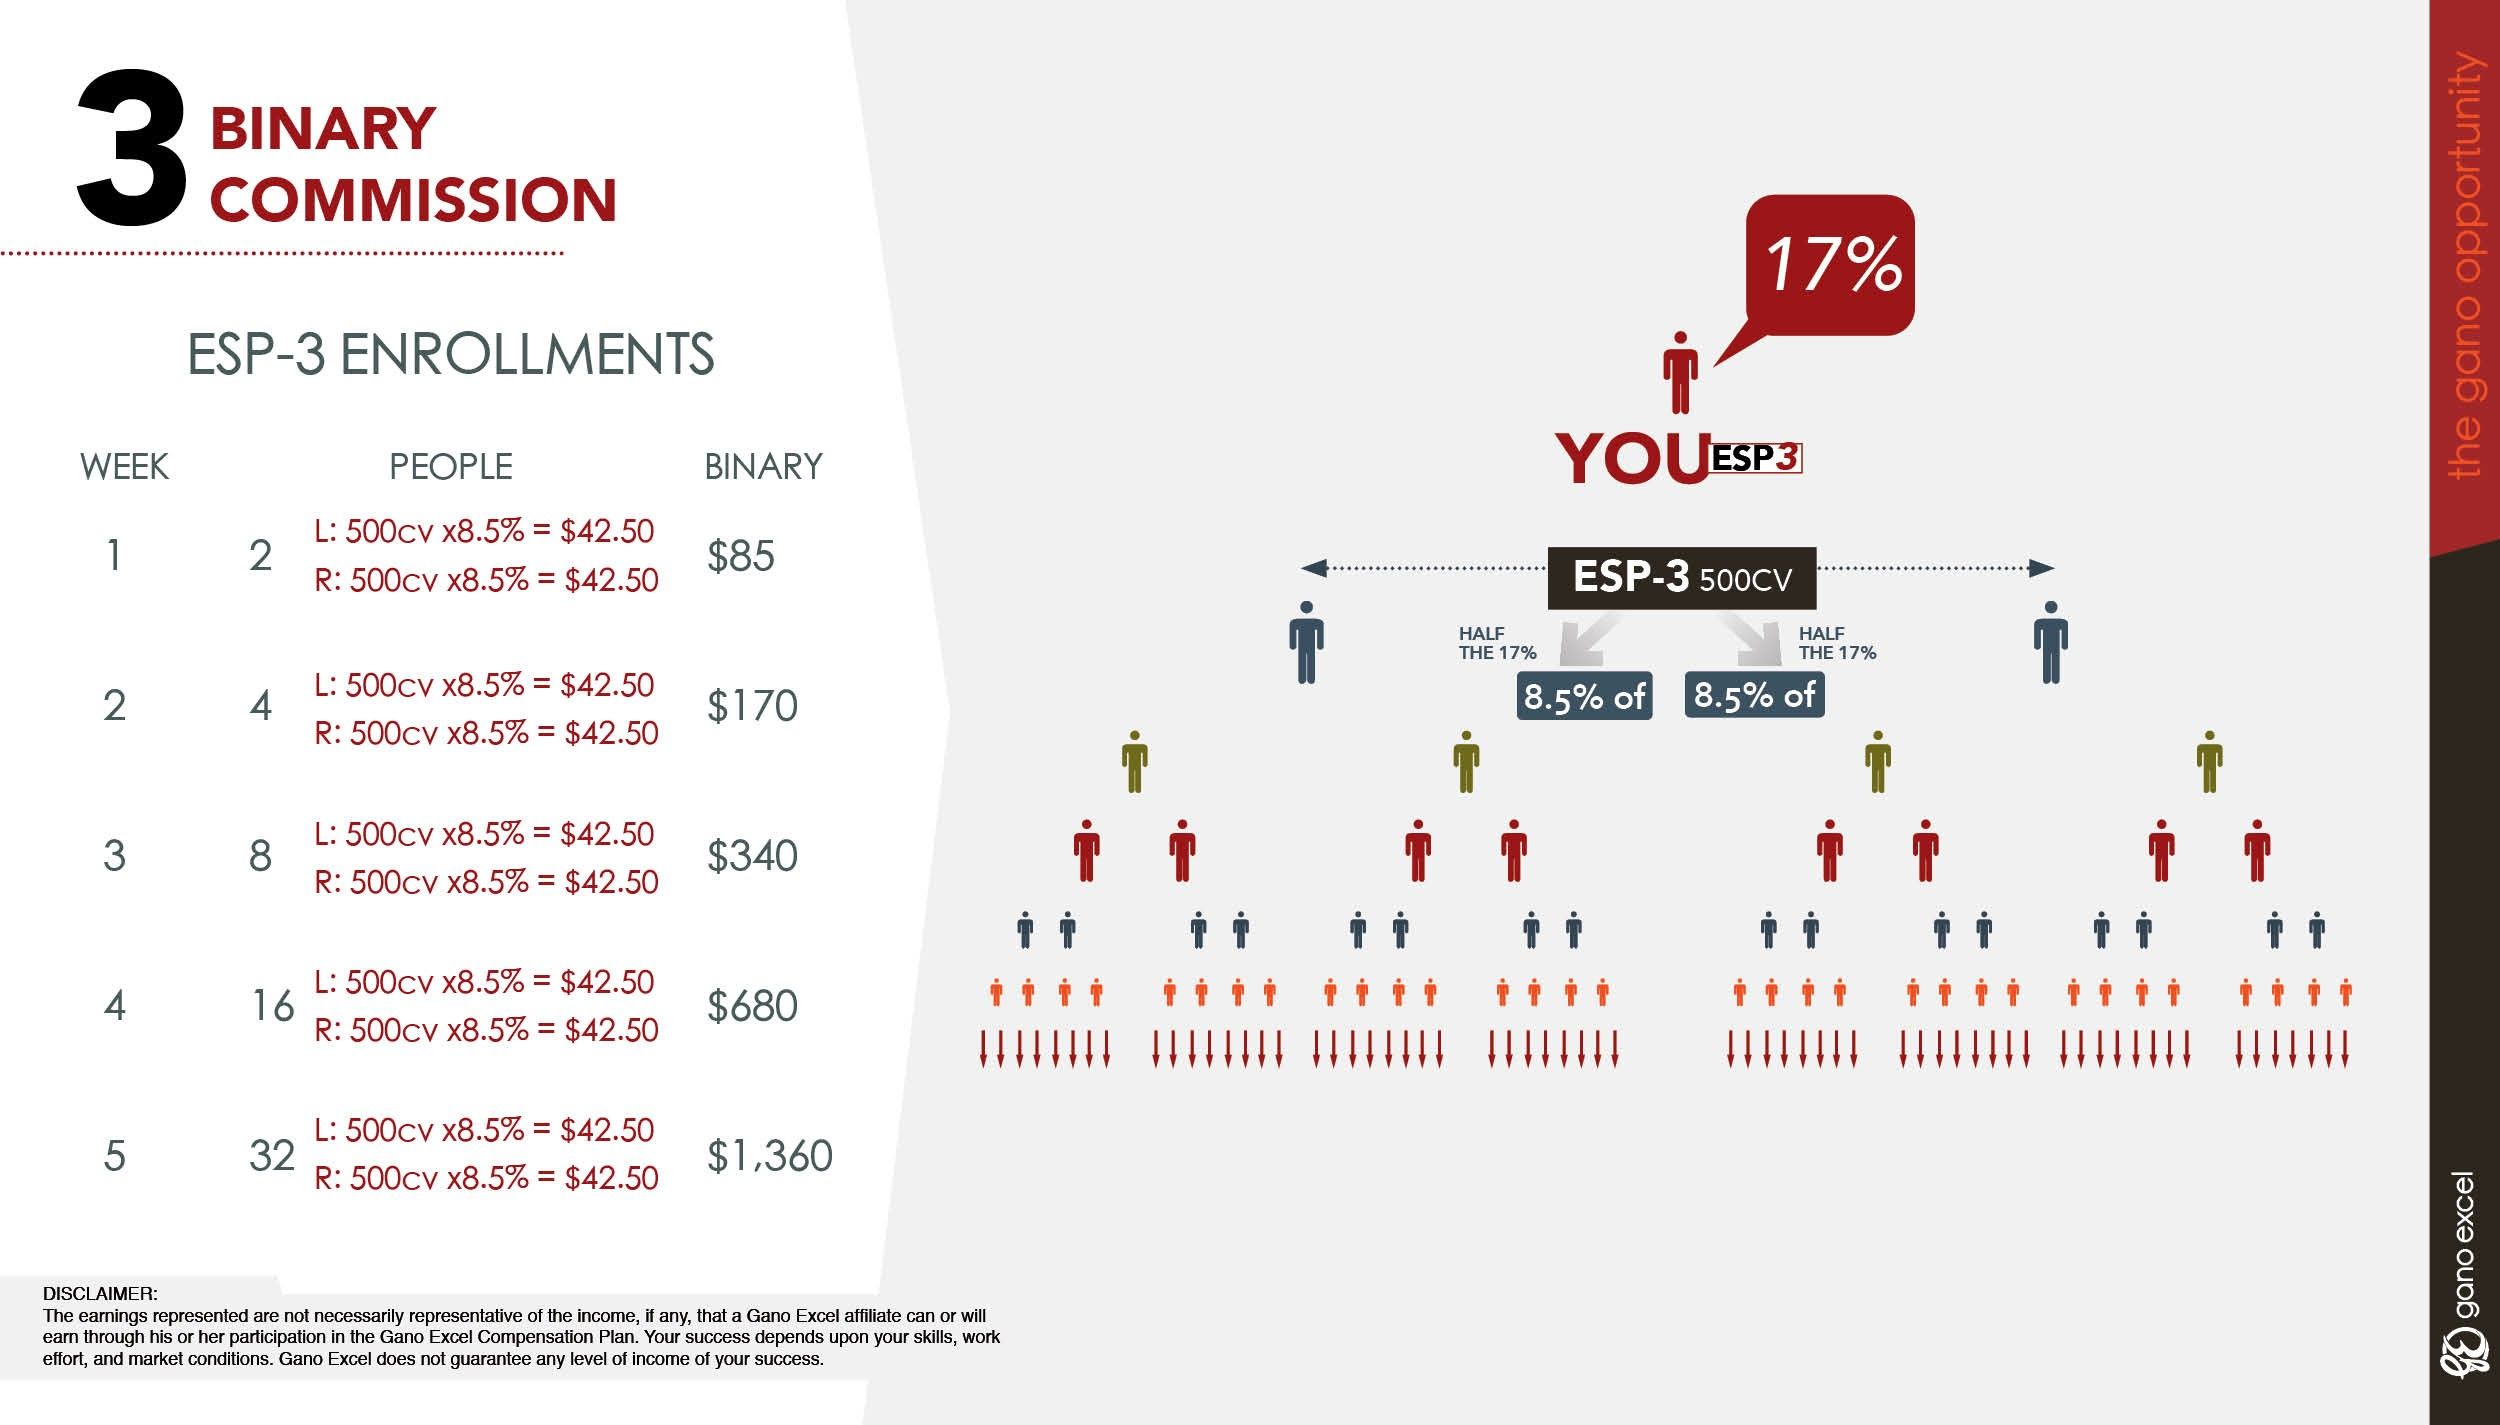 3
BINARY
COMMISSION
ESP-3 ENROLLMENTS
WEEK PEOPLE BINARY
1 2 L: 500CV x8.5% = $42.50
R: 500CV x8.5% = $42.50 $85
2 4 L: 500CV x8.5% = $42.50
R: 500CV x8.5% = $42.50 $170
3 8 L: 500CV x8.5% = $42.50
R: 500CV x8.5% = $42.50 $340
4 16 L: 500CV x8.5% = $42.50
R: 500CV x8.5% = $42.50 $680
5 32 L: 500CV x8.5% = $42.50
R: 500CV x8.5% = $42.50 $1,360
DISCLAIMER:
The earnings represented are not necessarily representative of the income, if any, that a Gano Excel affiliate can or will
earn through his or her participation in the Gano Excel Compensation Plan. Your success depends upon your skills, work
effort, and market conditions. Gano Excel does not guarantee any level of income of your success.
17%
YOU ESP3
ESP-3 500CV
HALF
THE 17%
8.5% of
HALF
THE 17%
8.5% of
the gano opportunity
gano excel